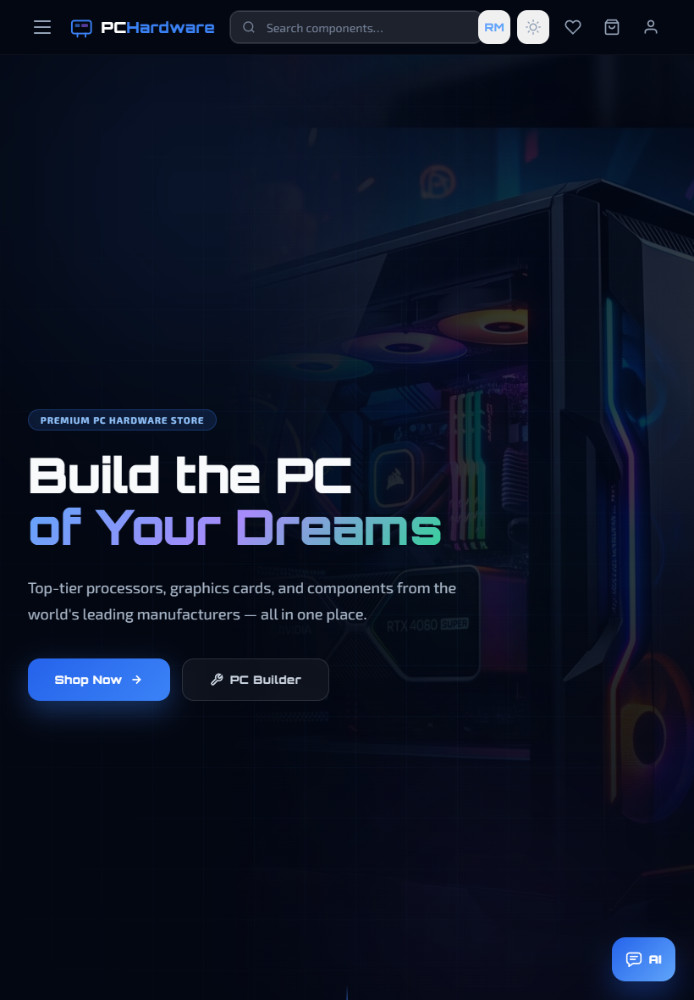 PCHardware
Search components...
RM
PREMIUM PC HARDWARE STORE
Build the PC
of Your Dreams
Top-tier processors, graphics cards, and components from the
world's leading manufacturers — all in one place.
NVIDIA
RTX 4060 SUPER
Shop Now
PC Builder
AI